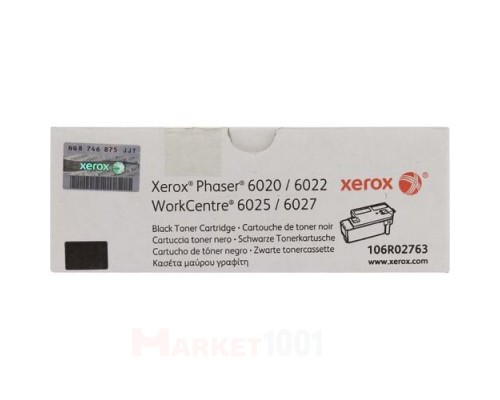 NGB 746 875 JJT
xerox
Xerox® Phaser® 6020 / 6022
WorkCentre® 6025 / 6027
xerox
Black Toner Cartridge • Cartouche de toner noir
Cartuccia toner nero • Schwarze Tonerkartusche
Cartucho de tóner negro • Zwarte tonercassette
Κασέτα μαύρου γραφίτη
106R02763
www.xerox.com
MARKET1001